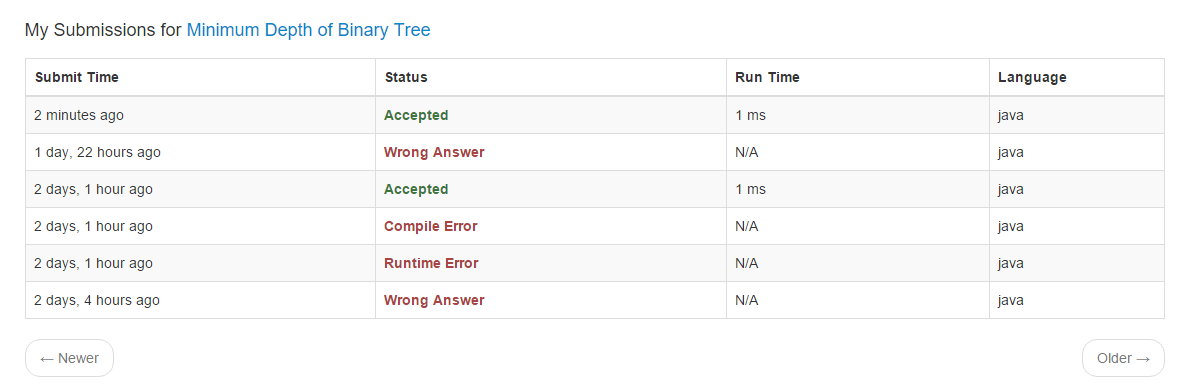 My Submissions for Minimum Depth of Binary Tree
Submit Time Status Run Time Language
2 minutes ago Accepted 1 ms java
1 day, 22 hours ago Wrong Answer N/A java
2 days, 1 hour ago Accepted 1 ms java
2 days, 1 hour ago Compile Error N/A java
2 days, 1 hour ago Runtime Error N/A java
2 days, 4 hours ago Wrong Answer N/A java
← Newer Older →